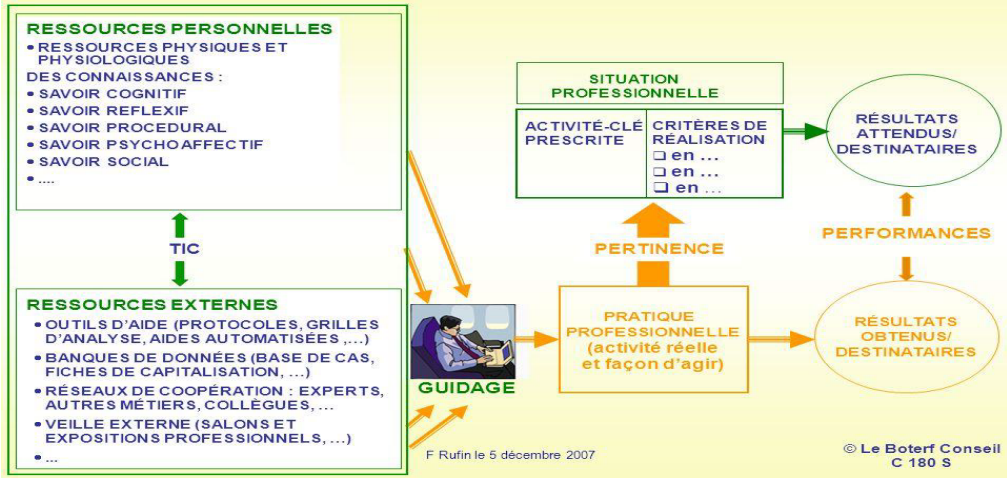 RESSOURCES PERSONNELLES
• RESSOURCES PHYSIQUES ET
PHYSIOLOGIQUES
DES CONNAISSANCES :
• SAVOIR COGNITIF
• SAVOIR REFLEXIF
• SAVOIR PROCEDURAL
• SAVOIR PSYCHOAFFECTIF
• SAVOIR SOCIAL
• ....
TIC
RESSOURCES EXTERNES
• OUTILS D'AIDE (PROTOCOLES, GRILLES
D'ANALYSE, AIDES AUTOMATISÉES ,...)
• BANQUES DE DONNÉES (BASE DE CAS,
FICHES DE CAPITALISATION, ...)
• RÉSEAUX DE COOPÉRATION : EXPERTS,
AUTRES MÉTIERS, COLLÈGUES, ...
• VEILLE EXTERNE (SALONS ET
EXPOSITIONS PROFESSIONNELS, ...)
• ...
GUIDAGE
SITUATION
PROFESSIONNELLE
ACTIVITÉ-CLÉ
PRESCRITE
CRITÈRES DE
RÉALISATION
❑ en ...
❑ en ...
❑ en ...
PERTINENCE
PRATIQUE
PROFESSIONNELLE
(activité réelle
et façon d'agir)
RÉSULTATS
ATTENDUS/
DESTINATAIRES
PERFORMANCES
RÉSULTATS
OBTENUS/
DESTINATAIRES
F Rufin le 5 décembre 2007
© Le Boterf Conseil
C 180 S